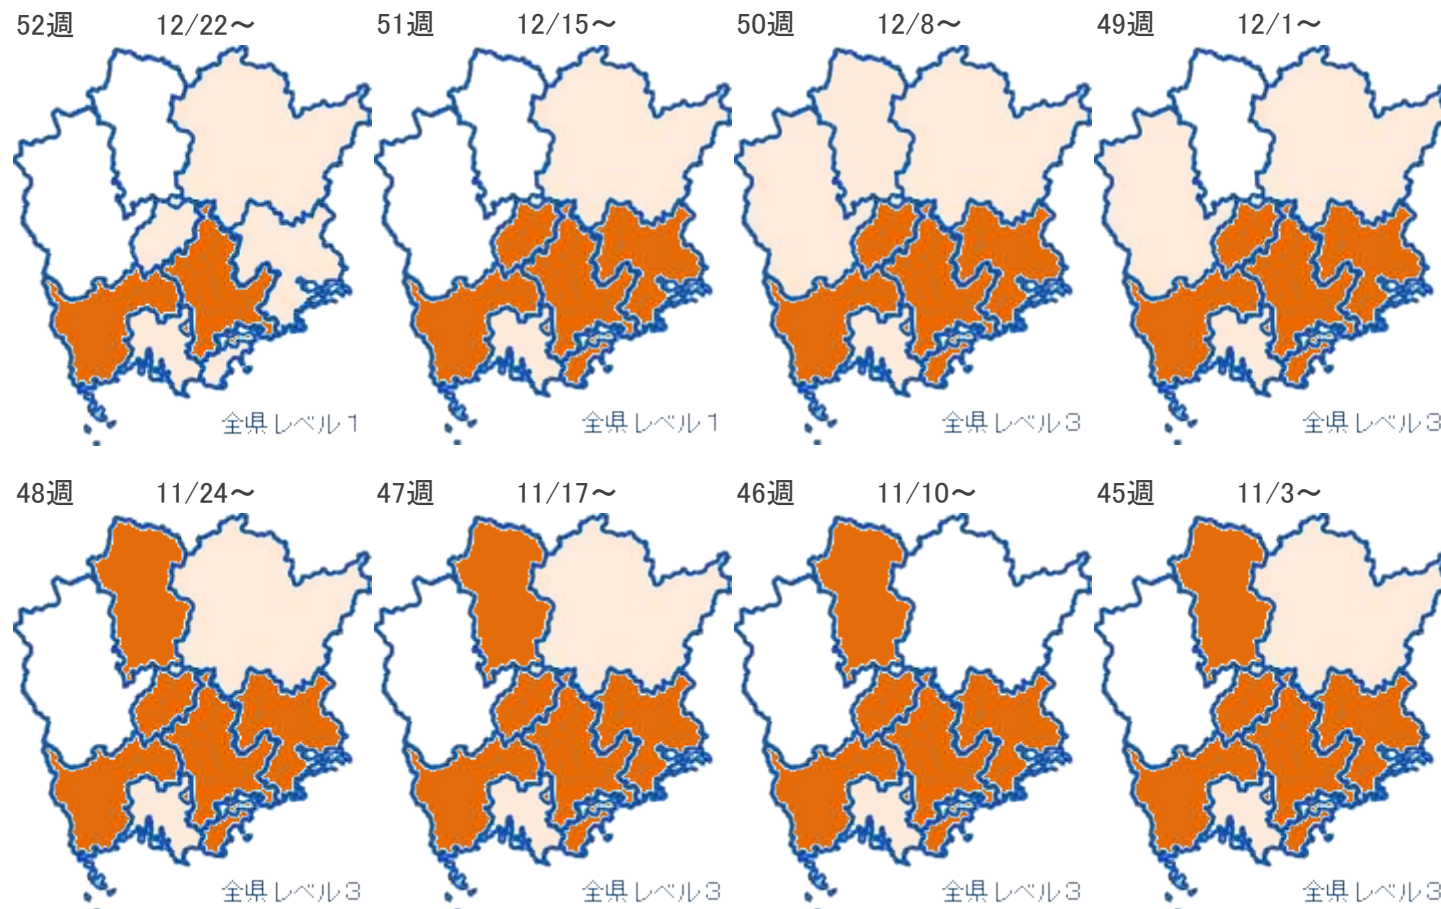 52週 12/22～
51週 12/15～
50週 12/8～
49週 12/1～
全県レベル1
全県レベル1
全県レベル3
全県レベル3
48週 11/24～
47週 11/17～
46週 11/10～
45週 11/3～
全県レベル3
全県レベル3
全県レベル3
全県レベル3